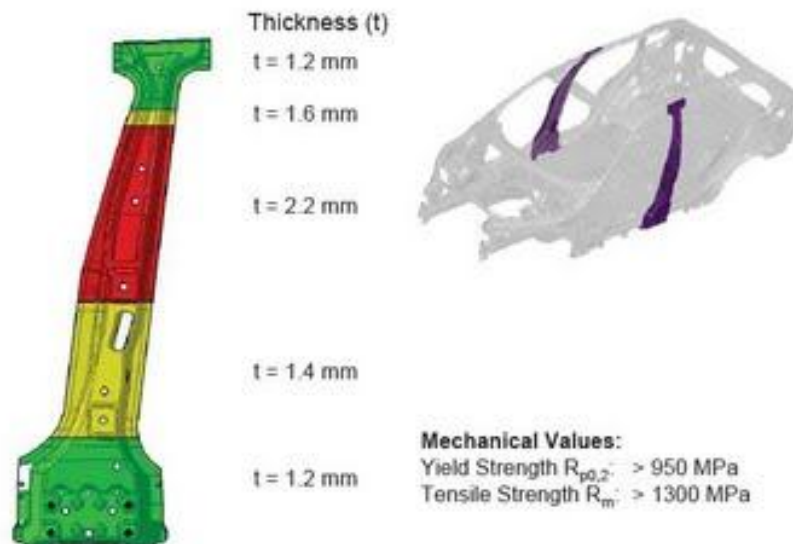 Thickness (t)
t = 1.2 mm
t = 1.6 mm
t = 2.2 mm
t = 1.4 mm
t = 1.2 mm
Mechanical Values:
Yield Strength Rp0,2: > 950 MPa
Tensile Strength Rm: > 1300 MPa